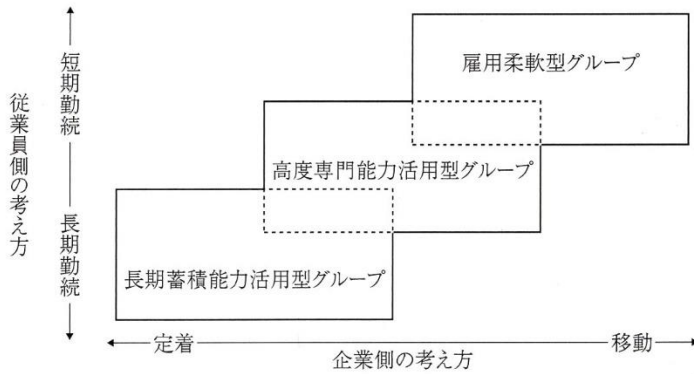 雇用柔軟型グループ
高度専門能力活用型グループ
長期蓄積能力活用型グループ
従業員側の考え方
短期勤続
長期勤続
定着
移動
企業側の考え方